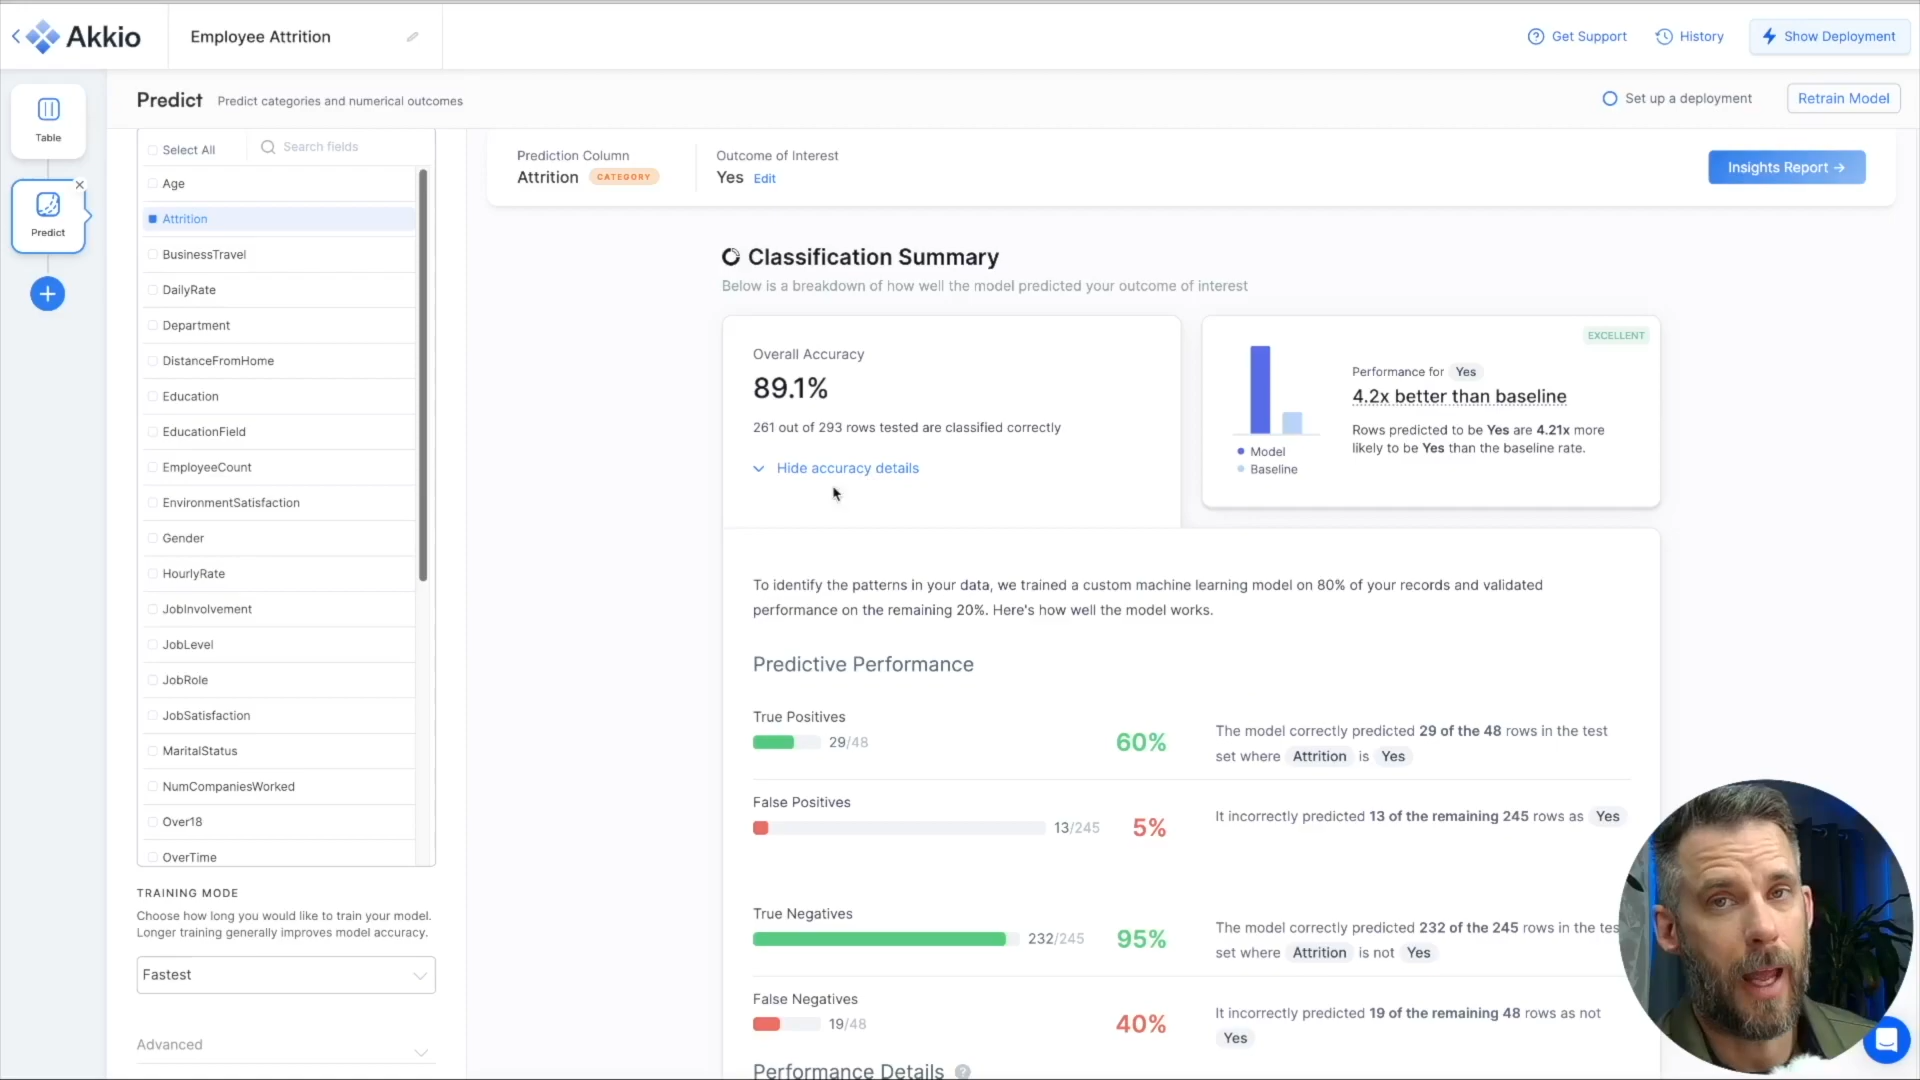 Akkio
Employee Attrition
Get Support
History
Show Deployment
Table
Predict
Predict
Predict categories and numerical outcomes
Set up a deployment
Retrain Model
Select All
Search fields
Age
Attrition
BusinessTravel
DailyRate
Department
DistanceFromHome
Education
EducationField
EmployeeCount
EnvironmentSatisfaction
Gender
HourlyRate
JobInvolvement
JobLevel
JobRole
JobSatisfaction
MaritalStatus
NumCompaniesWorked
Over18
OverTime
TRAINING MODE
Choose how long you would like to train your model.
Longer training generally improves model accuracy.
Fastest
Advanced
Prediction Column
Attrition CATEGORY
Outcome of Interest
Yes Edit
Insights Report →
Classification Summary
Below is a breakdown of how well the model predicted your outcome of interest
Overall Accuracy
89.1%
261 out of 293 rows tested are classified correctly
Hide accuracy details
EXCELLENT
Model
Baseline
Performance for Yes
4.2x better than baseline
Rows predicted to be Yes are 4.21x more
likely to be Yes than the baseline rate.
To identify the patterns in your data, we trained a custom machine learning model on 80% of your records and validated
performance on the remaining 20%. Here's how well the model works.
Predictive Performance
True Positives
29/48
60%
The model correctly predicted 29 of the 48 rows in the test
set where Attrition is Yes
False Positives
13/245
5%
It incorrectly predicted 13 of the remaining 245 rows as Yes
True Negatives
232/245
95%
The model correctly predicted 232 of the 245 rows in the tes
set where Attrition is not Yes
False Negatives
19/48
40%
It incorrectly predicted 19 of the remaining 48 rows as not
Yes
Performance Details